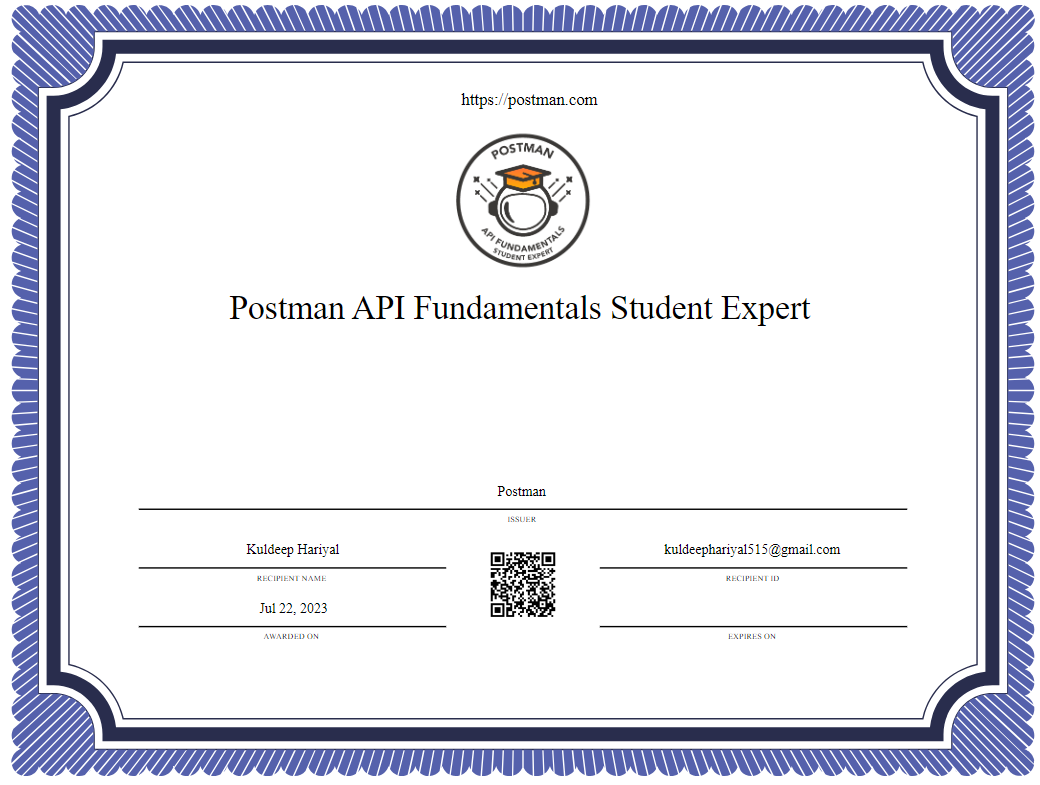 https://postman.com
POSTMAN
API FUNDAMENTALS
STUDENT EXPERT
Postman API Fundamentals Student Expert
Postman
ISSUER
Kuldeep Hariyal
kuldeephariyal515@gmail.com
RECIPIENT NAME
RECIPIENT ID
Jul 22, 2023
AWARDED ON
EXPIRES ON